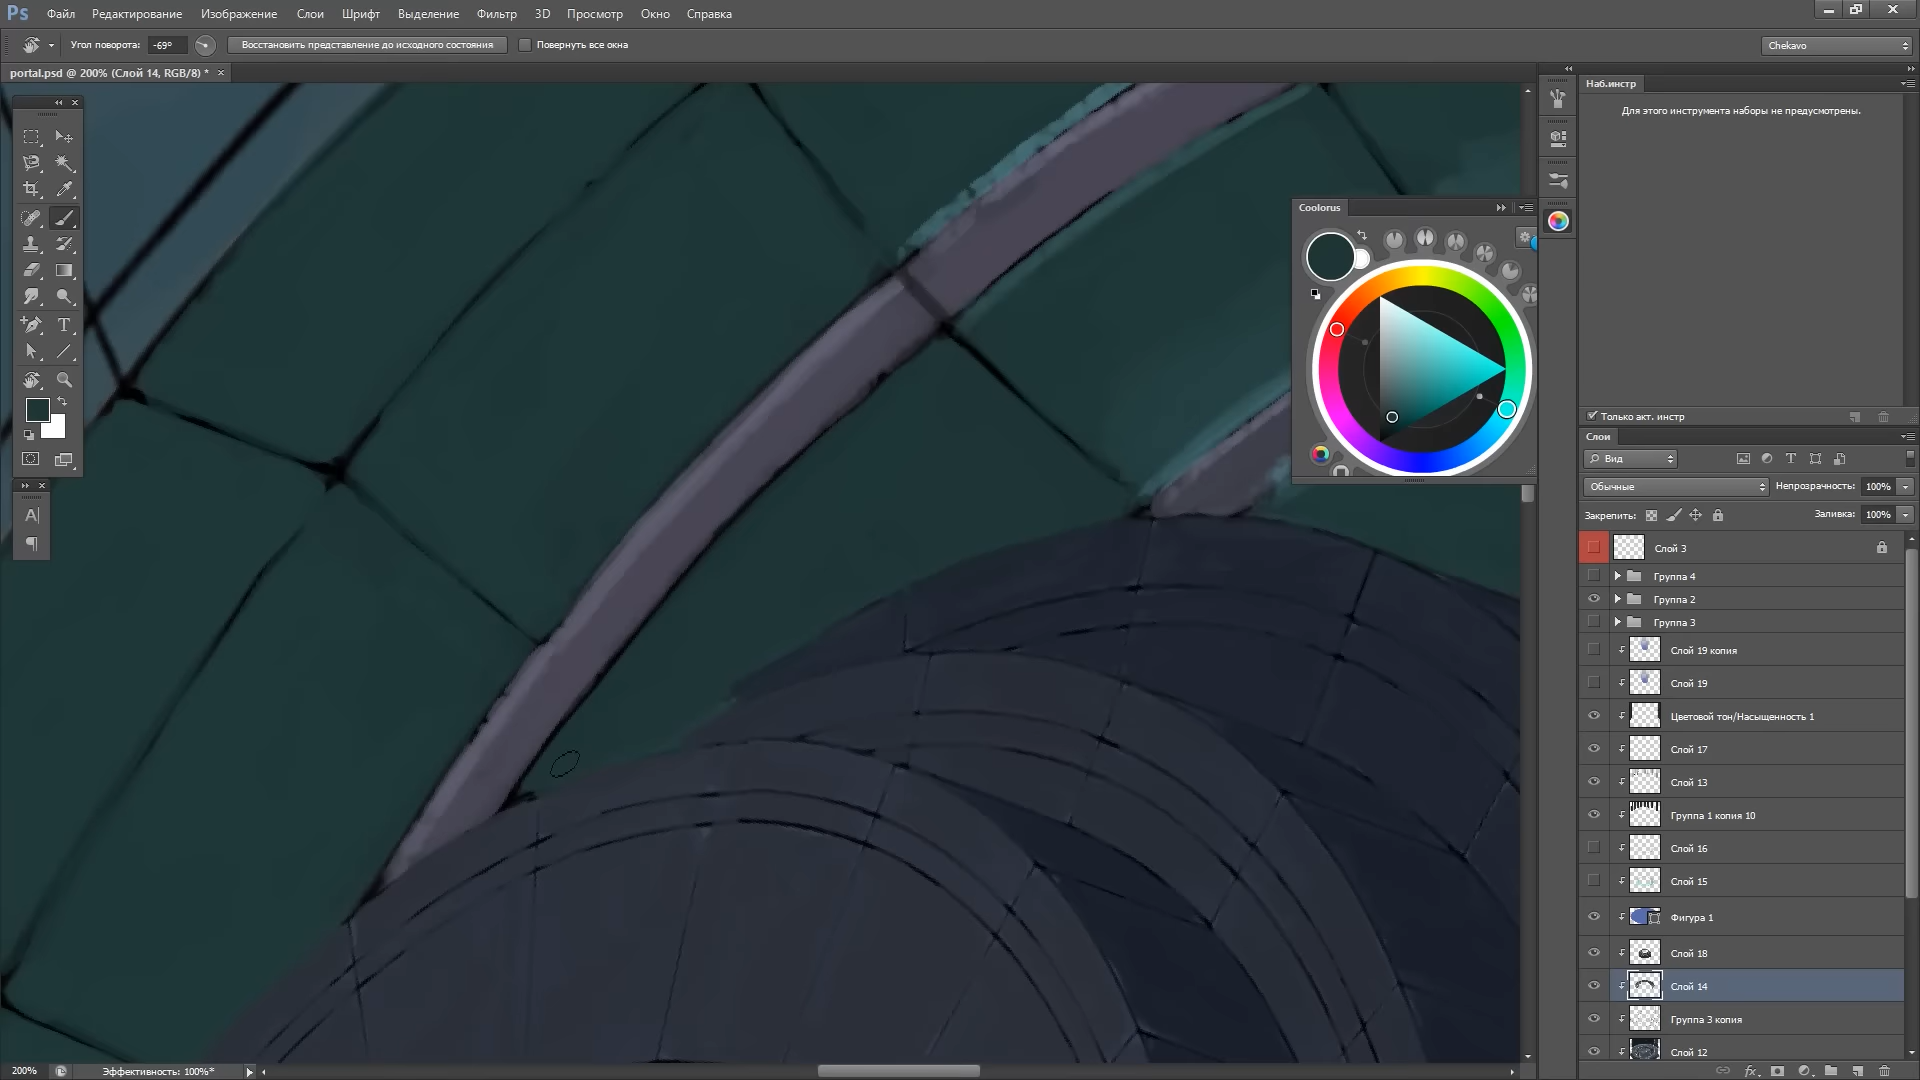 Ps Файл Редактирование Изображение Слои Шрифт Выделение Фильтр 3D Просмотр Окно Справка
Угол поворота: -69° Восстановить представление до исходного состояния Повернуть все окна Chekavo
portal.psd @ 200% (Слой 14, RGB/8) *
Наб.инстр
Для этого инструмента наборы не предусмотрены.
Coolorus
Только акт. инстр
Слои
Вид
Обычные Непрозрачность: 100%
Закрепить: Заливка: 100%
Слой 3
Группа 4
Группа 2
Группа 3
Слой 19 копия
Слой 19
Цветовой тон/Насыщенность 1
Слой 17
Слой 13
Группа 1 копия 10
Слой 16
Слой 15
Фигура 1
Слой 18
Слой 14
Группа 3 копия
Слой 12
200% Эффективность: 100%*